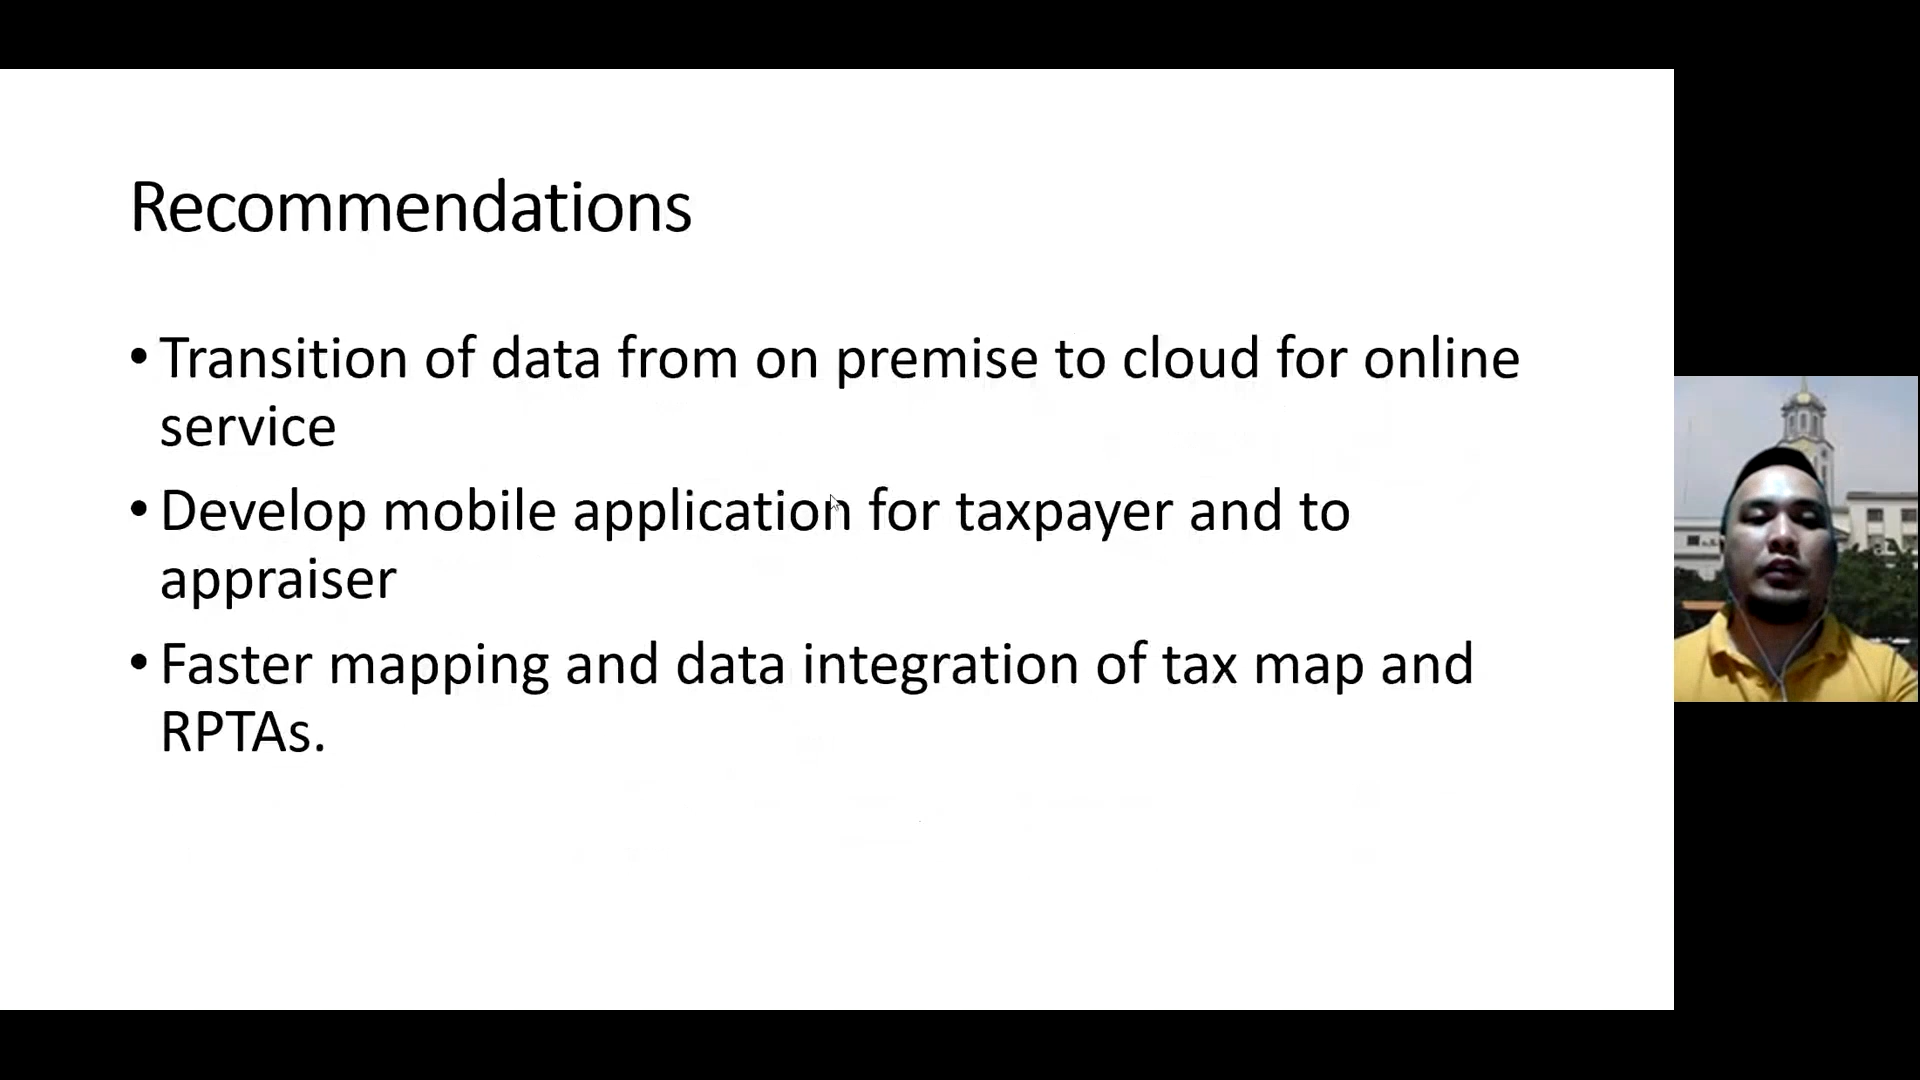 Recommendations
• Transition of data from on premise to cloud for online
service
• Develop mobile application for taxpayer and to
appraiser
• Faster mapping and data integration of tax map and
RPTAs.